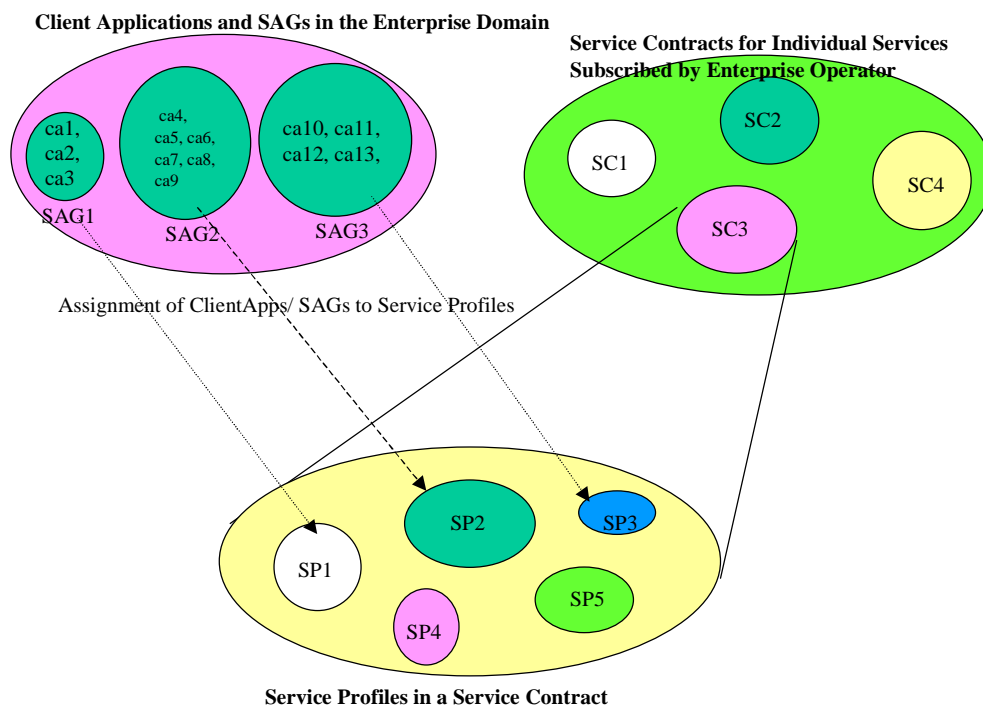 Client Applications and SAGs in the Enterprise Domain
Service Contracts for Individual Services
Subscribed by Enterprise Operator
ca1,
ca2,
ca3
SAG1
ca4,
ca5, ca6,
ca7, ca8,
ca9
SAG2
ca10, ca11,
ca12, ca13,
SAG3
SC1
SC2
SC3
SC4
Assignment of ClientApps/ SAGs to Service Profiles
SP1
SP2
SP3
SP4
SP5
Service Profiles in a Service Contract